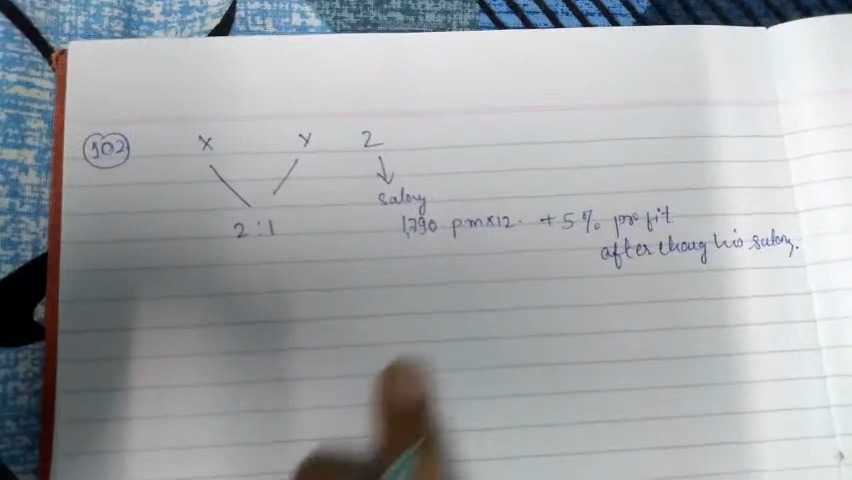 102
X Y Z
Salary
2 : 1
1,790 pm×12. + 5% profit
after charg his salary.